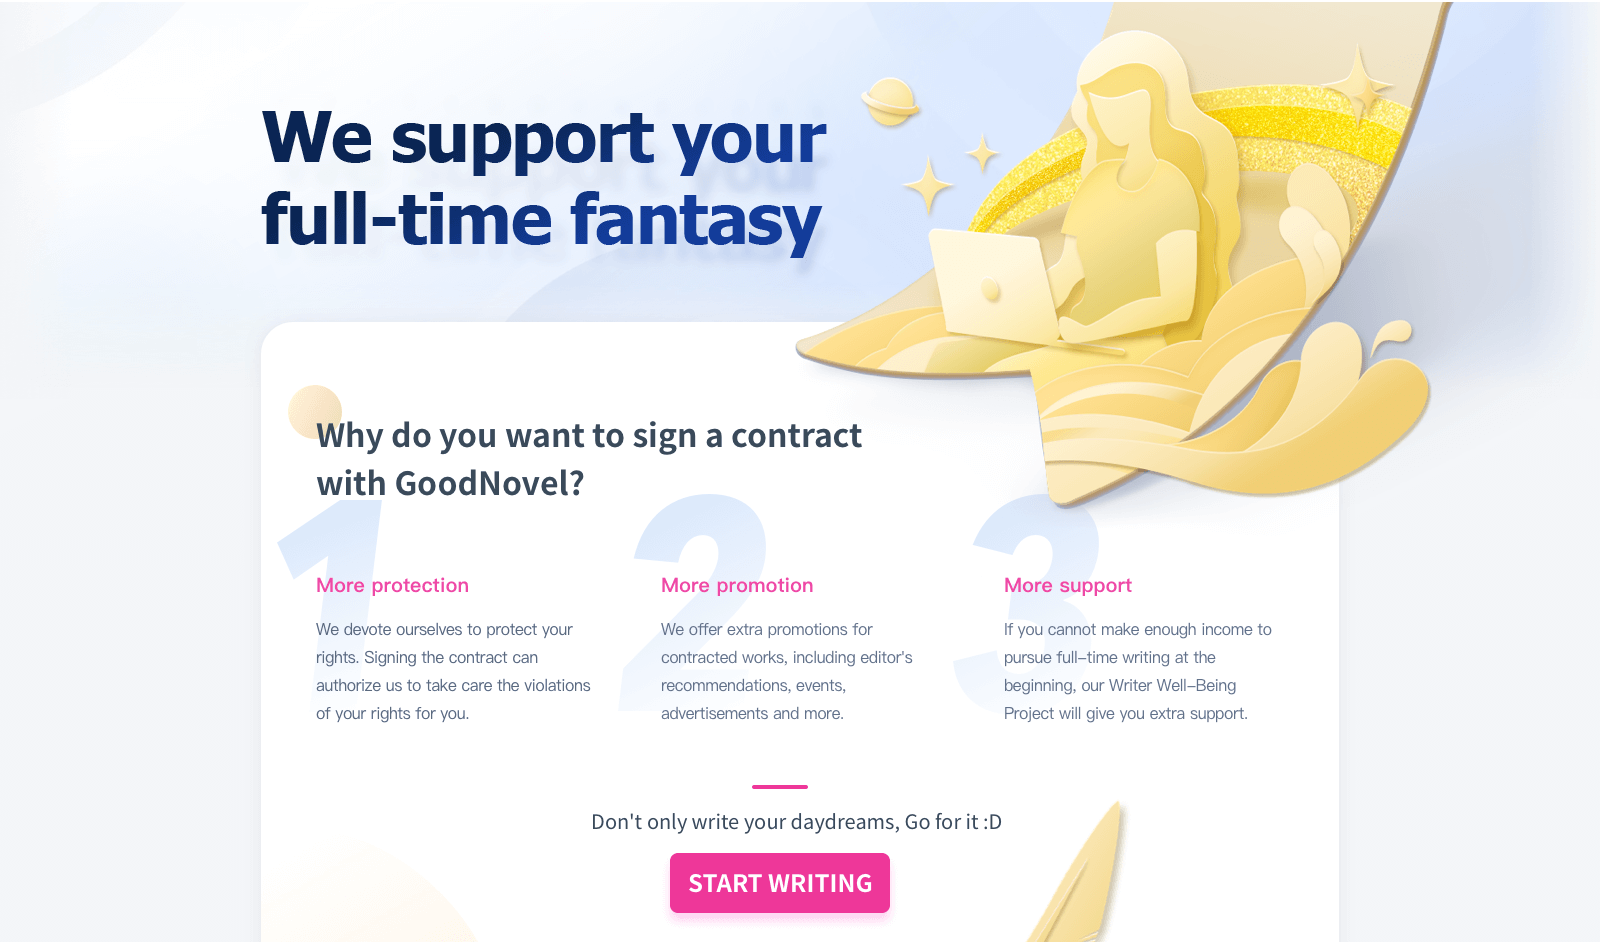 We support your
full-time fantasy
Why do you want to sign a contract
with GoodNovel?
1
More protection
We devote ourselves to protect your
rights. Signing the contract can
authorize us to take care the violations
of your rights for you.
2
More promotion
We offer extra promotions for
contracted works, including editor's
recommendations, events,
advertisements and more.
3
More support
If you cannot make enough income to
pursue full-time writing at the
beginning, our Writer Well-Being
Project will give you extra support.
Don't only write your daydreams, Go for it :D
START WRITING